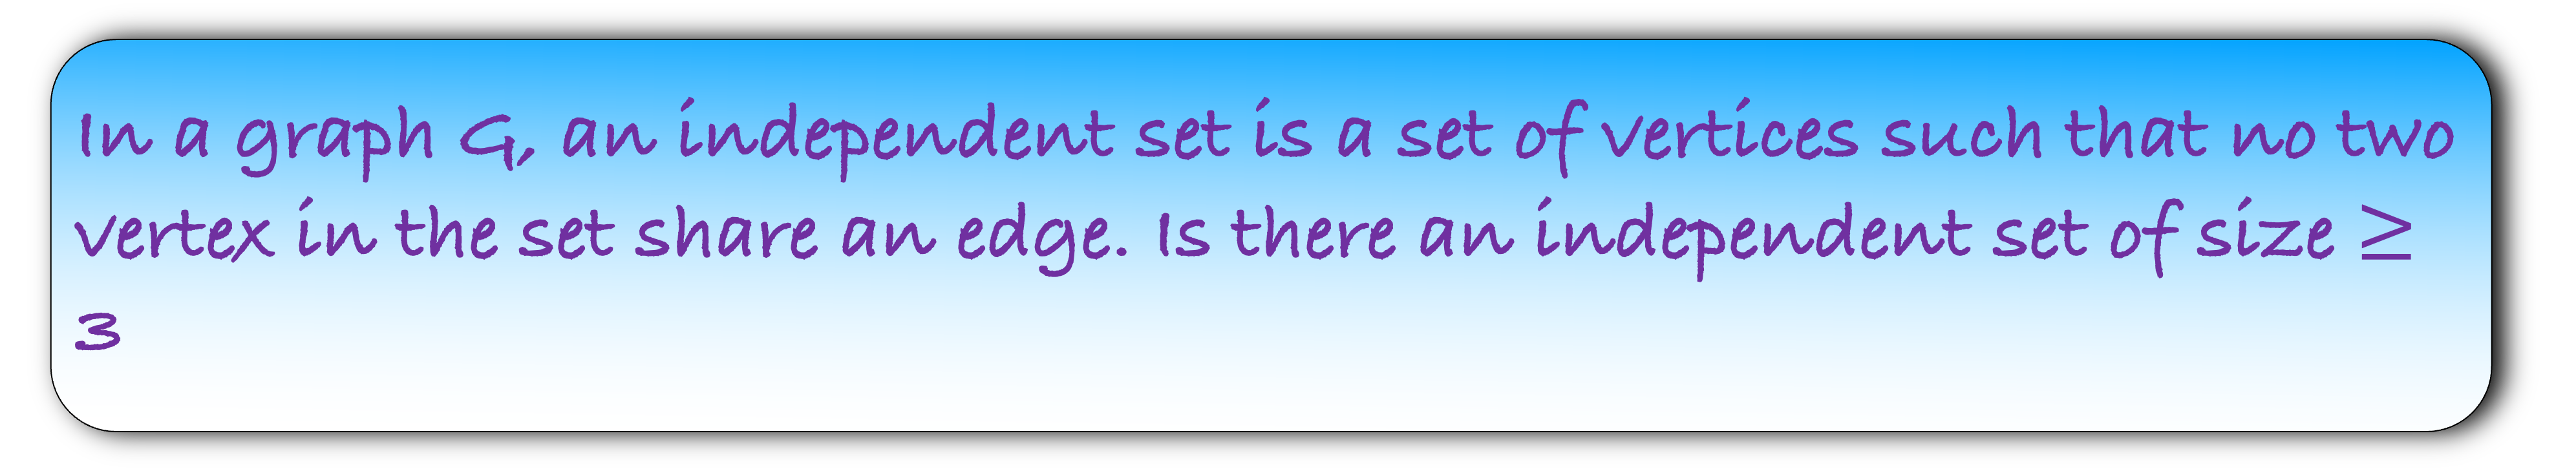 In a graph G, an independent set is a set of vertices such that no two
vertex in the set share an edge. Is there an independent set of size ≥
3